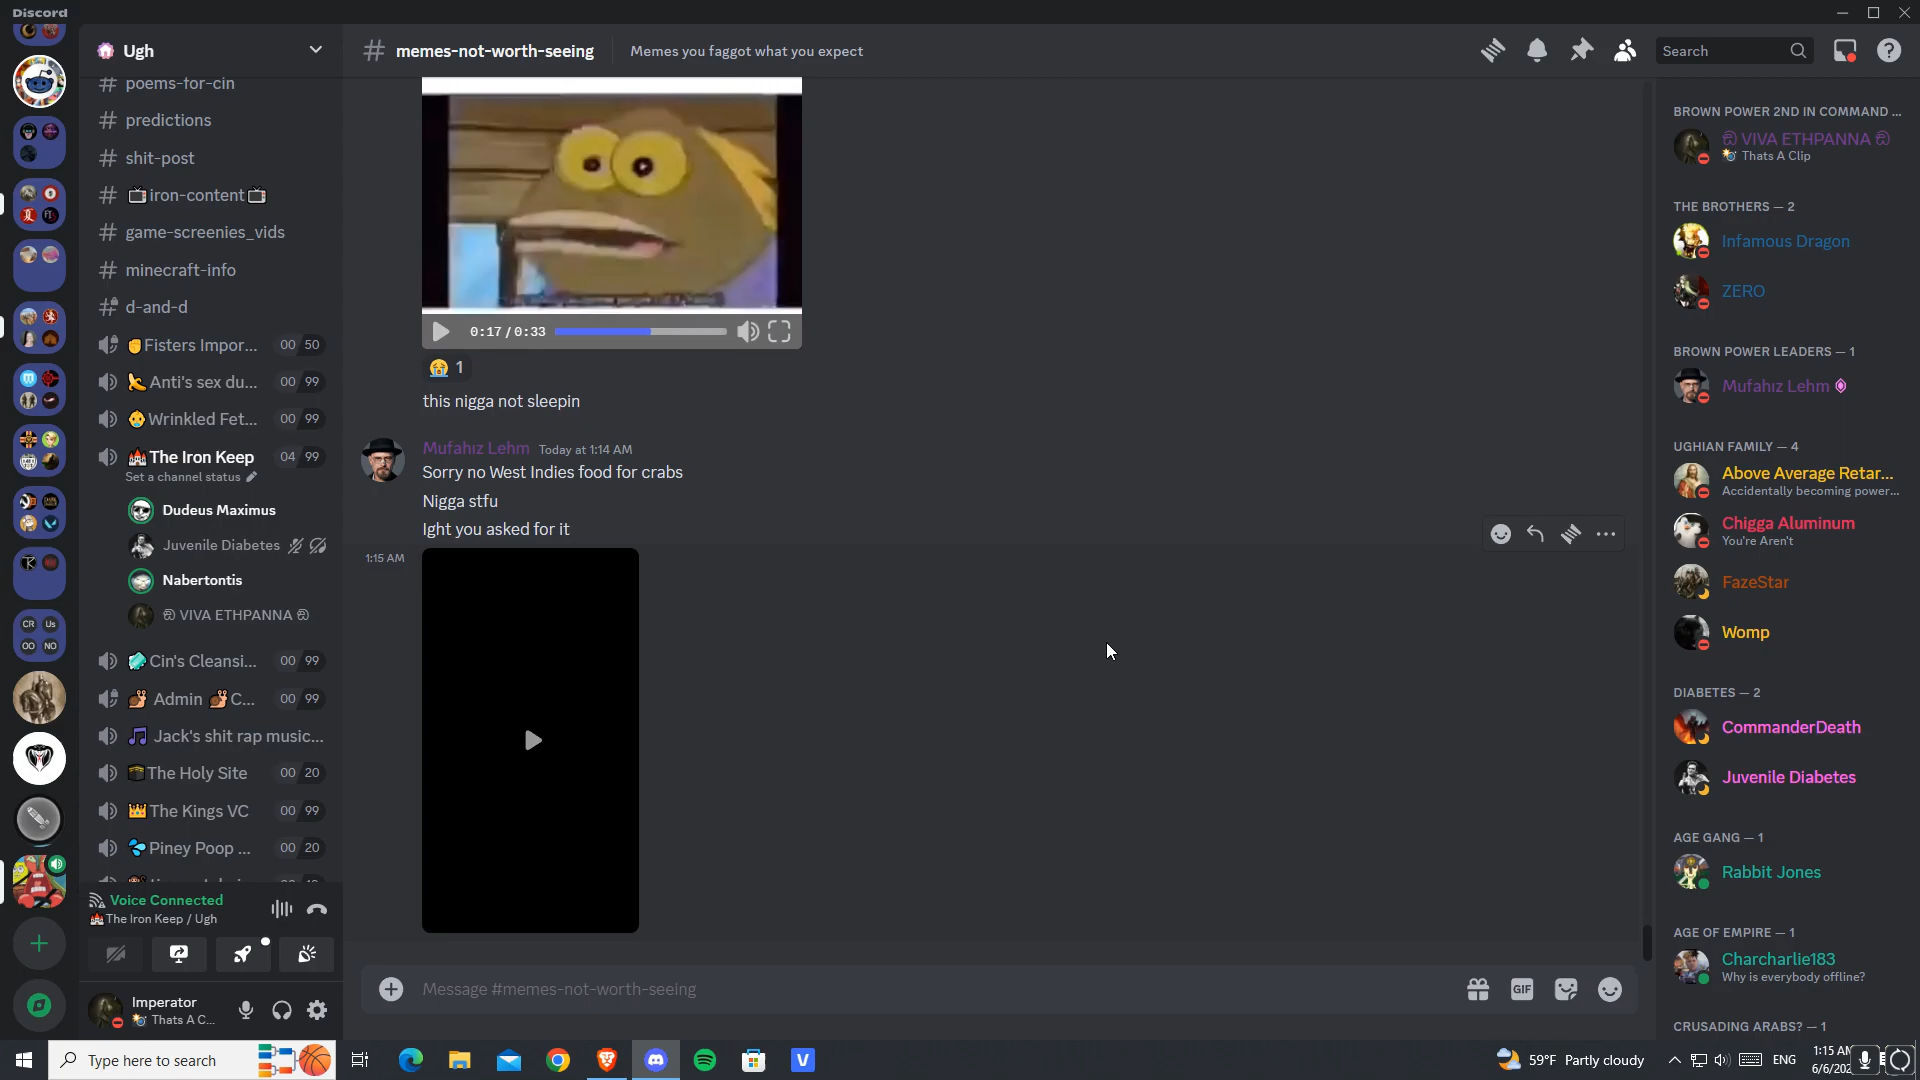 Discord
Ugh
poems-for-cin
predictions
shit-post
iron-content
game-screenies_vids
minecraft-info
d-and-d
Fisters Impor... 00 50
Anti's sex du... 00 99
Wrinkled Fet... 00 99
The Iron Keep 04 99
Set a channel status
Dudeus Maximus
Juvenile Diabetes
Nabertontis
VIVA ETHPANNA
Cin's Cleansi... 00 99
Admin C... 00 99
Jack's shit rap music...
The Holy Site 00 20
The Kings VC 00 99
Piney Poop ... 00 20
Voice Connected
The Iron Keep / Ugh
Imperator
Thats A C...
CR Us
OO NO
# memes-not-worth-seeing
Memes you faggot what you expect
Search
0:17 / 0:33
1
this nigga not sleepin
Mufahız Lehm Today at 1:14 AM
Sorry no West Indies food for crabs
Nigga stfu
Ight you asked for it
1:15 AM
Message #memes-not-worth-seeing
GIF
BROWN POWER 2ND IN COMMAND ...
VIVA ETHPANNA
Thats A Clip
THE BROTHERS — 2
Infamous Dragon
ZERO
BROWN POWER LEADERS — 1
Mufahız Lehm
UGHIAN FAMILY — 4
Above Average Retar...
Accidentally becoming power...
Chigga Aluminum
You're Aren't
FazeStar
Womp
DIABETES — 2
CommanderDeath
Juvenile Diabetes
AGE GANG — 1
Rabbit Jones
AGE OF EMPIRE — 1
Charcharlie183
Why is everybody offline?
CRUSADING ARABS? — 1
Type here to search
59°F Partly cloudy
ENG
1:15 AM